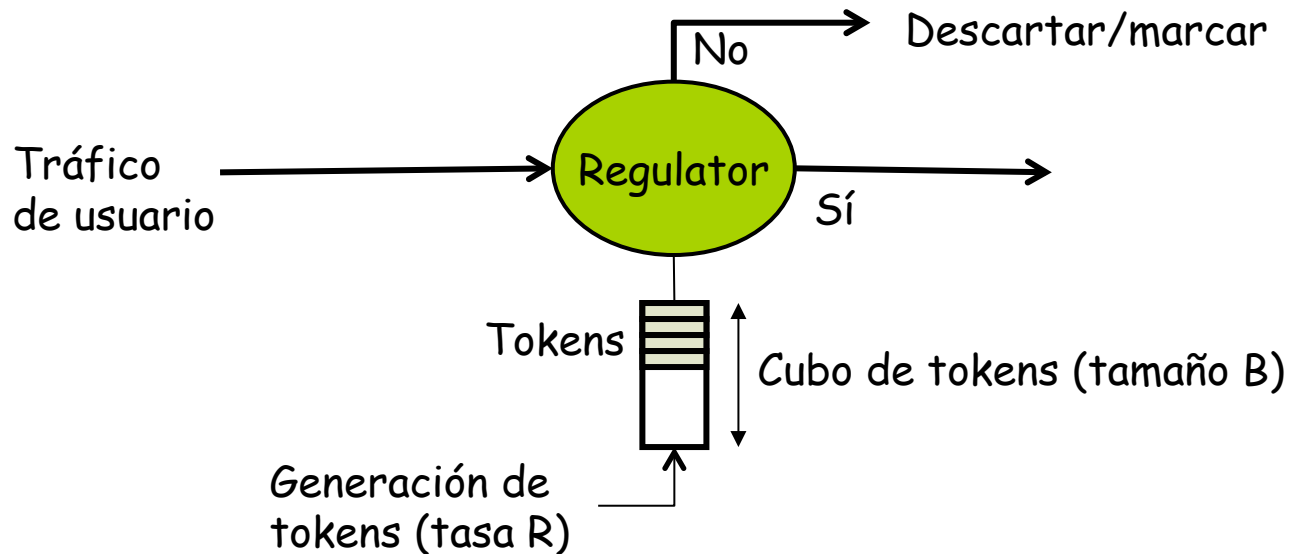 No
Descartar/marcar
Tráfico
de usuario
Regulator
Sí
Tokens
Cubo de tokens (tamaño B)
Generación de
tokens (tasa R)